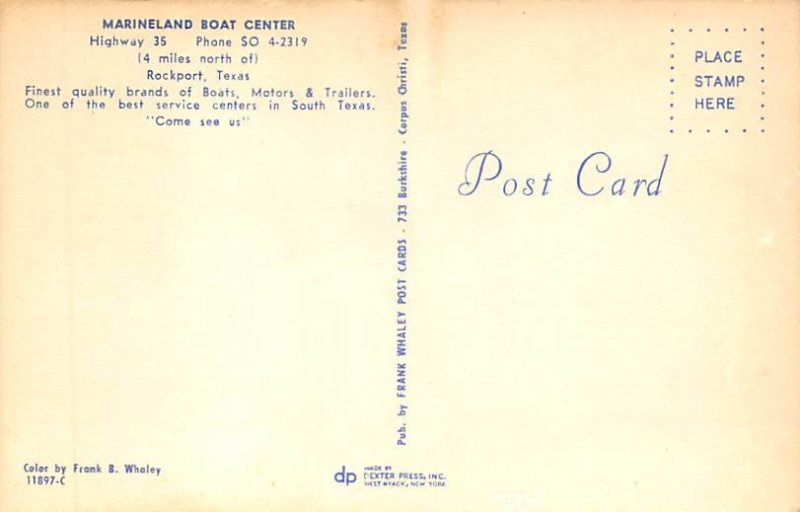 MARINELAND BOAT CENTER
Highway 35 Phone SO 4-2319
(4 miles north of)
Rockport, Texas
Finest quality brands of Boats, Motors & Trailers.
One of the best service centers in South Texas.
"Come see us"
Pub. by FRANK WHALEY POST CARDS - 733 Burkshire - Corpus Christi, Texas
PLACE
STAMP
HERE
Post Card
Color by Frank B. Whaley
11897-C
dp
MADE BY
DEXTER PRESS, INC.
WEST NYACK, NEW YORK